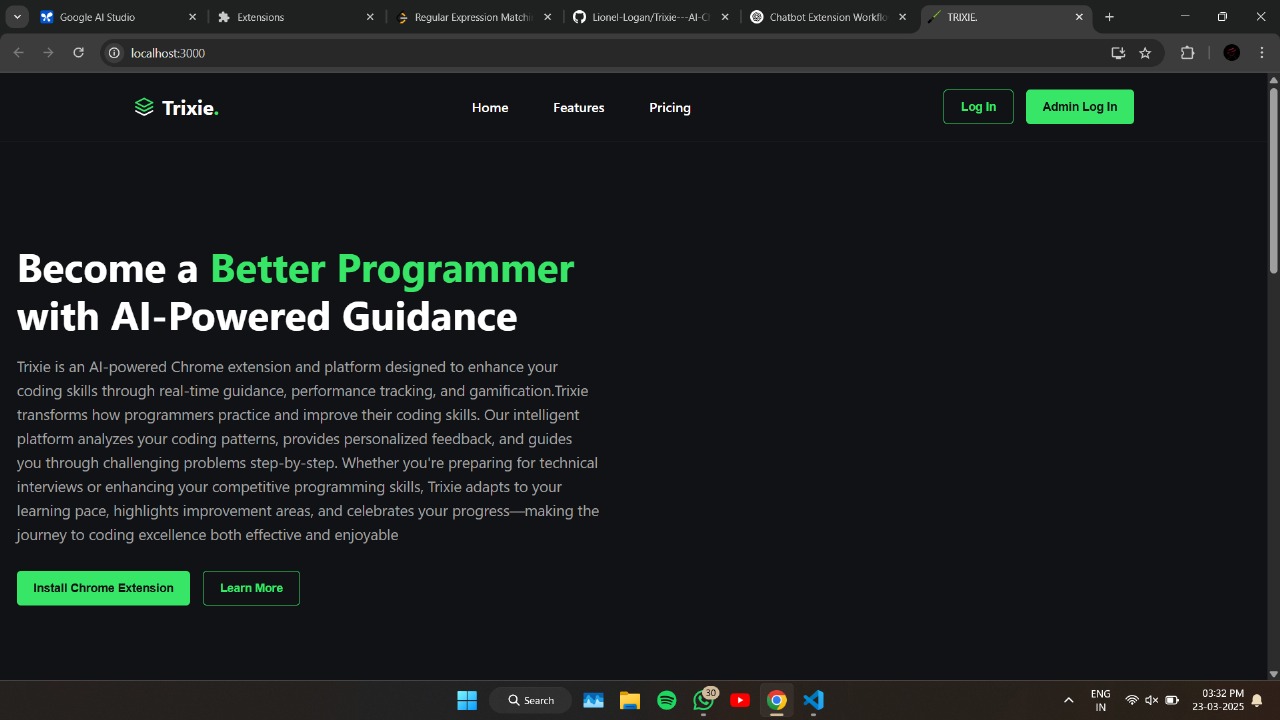 Google AI Studio
Extensions
Regular Expression Matchin
Lionel-Logan/Trixie---AI-C
Chatbot Extension Workflo
TRIXIE.
localhost:3000
Trixie.
Home
Features
Pricing
Log In
Admin Log In
Become a Better Programmer
with AI-Powered Guidance
Trixie is an AI-powered Chrome extension and platform designed to enhance your
coding skills through real-time guidance, performance tracking, and gamification.Trixie
transforms how programmers practice and improve their coding skills. Our intelligent
platform analyzes your coding patterns, provides personalized feedback, and guides
you through challenging problems step-by-step. Whether you're preparing for technical
interviews or enhancing your competitive programming skills, Trixie adapts to your
learning pace, highlights improvement areas, and celebrates your progress—making the
journey to coding excellence both effective and enjoyable
Install Chrome Extension
Learn More
Search
30
ENG
IN
03:32 PM
23-03-2025